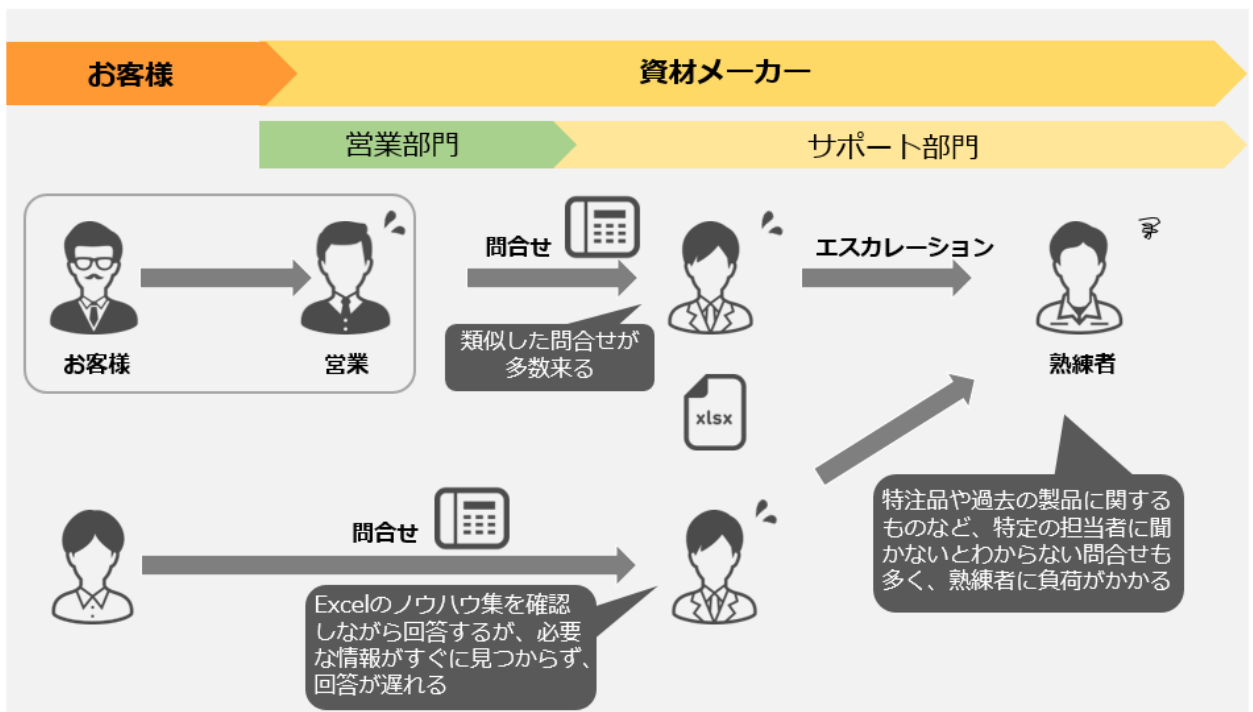 お客様
資材メーカー
営業部門
サポート部門
問合せ
エスカレーション
類似した問合せが
多数来る
お客様
営業
熟練者
xlsx
特注品や過去の製品に関する
ものなど、特定の担当者に聞
かないとわからない問合せも
多く、熟練者に負荷がかかる
問合せ
Excelのノウハウ集を確認
しながら回答するが、必要
な情報がすぐに見つからず、
回答が遅れる